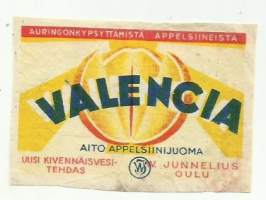 AURINGONKYPSYTTÄMISTÄ APPELSIINEISTA
VALENCIA
AITO APPELSIINIJUOMA
UUSI KIVENNÄISVESI-
TEHDAS
W. JUNNELIUS
OULU